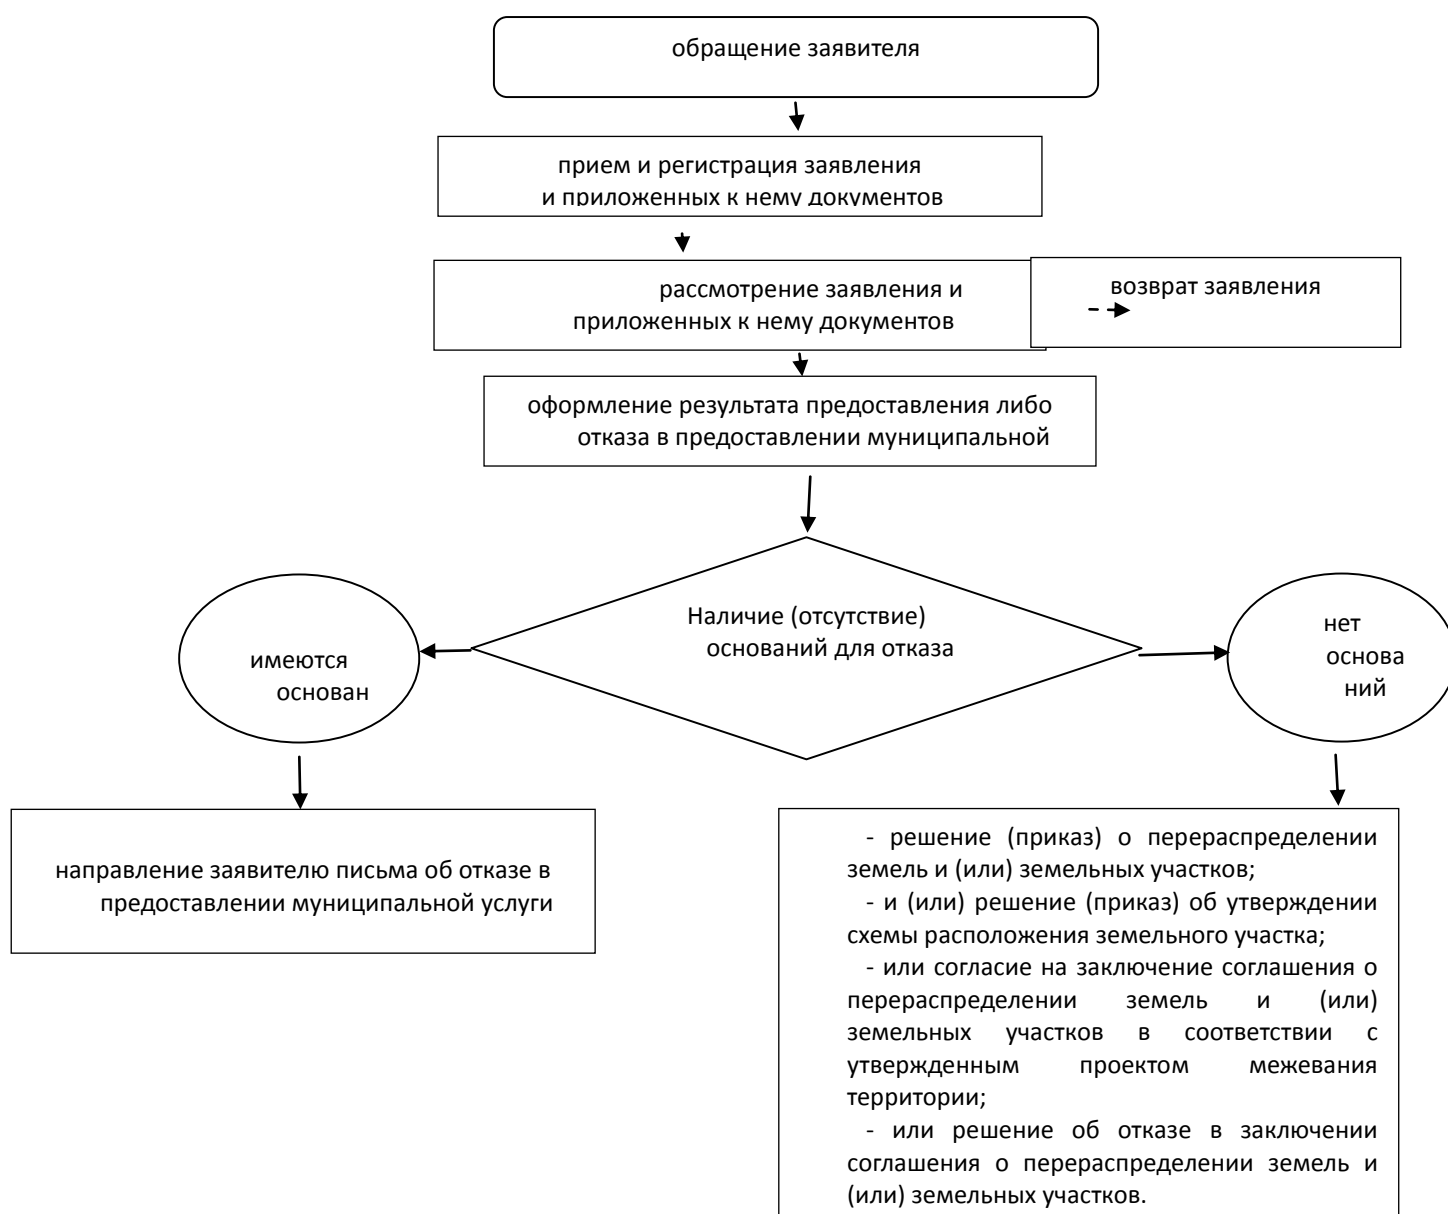 обращение заявителя
прием и регистрация заявления
и приложенных к нему документов
рассмотрение заявления и
приложенных к нему документов
возврат заявления
оформление результата предоставления либо
отказа в предоставлении муниципальной
Наличие (отсутствие)
оснований для отказа
имеются
основан
нет
основа
ний
направление заявителю письма об отказе в
предоставлении муниципальной услуги
- решение (приказ) о перераспределении
земель и (или) земельных участков;
- и (или) решение (приказ) об утверждении
схемы расположения земельного участка;
- или согласие на заключение соглашения о
перераспределении земель и (или)
земельных участков в соответствии с
утвержденным проектом межевания
территории;
- или решение об отказе в заключении
соглашения о перераспределении земель и
(или) земельных участков.